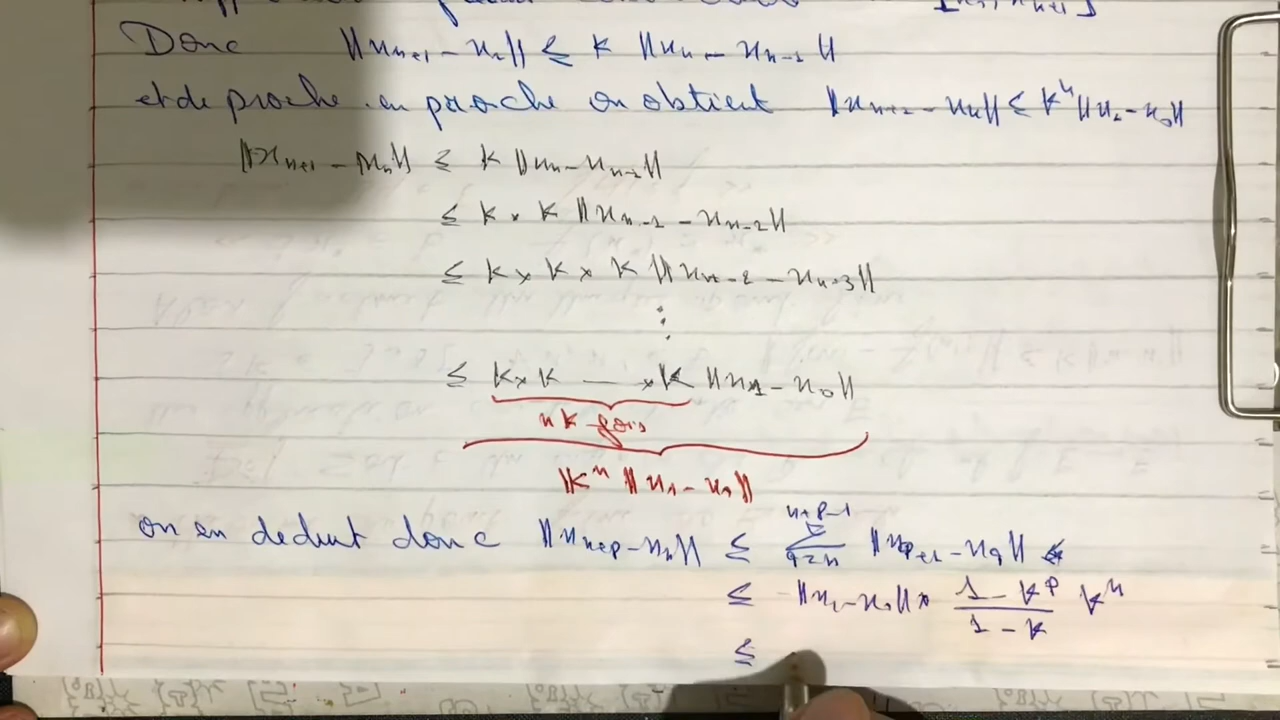 Donc ||x_{n+1} - x_n|| ≤ K ||x_n - x_{n-1}||
et de proche en proche on obtient ||x_{n+1} - x_n|| ≤ K^n ||x_1 - x_0||
||x_{n+1} - x_n|| ≤ K ||x_n - x_{n-1}||
≤ K × K ||x_{n-1} - x_{n-2}||
≤ K × K × K ||x_{n-2} - x_{n-3}||
⋮
≤ K × K — × K ||x_1 - x_0||
n K fois
K^n ||x_1 - x_0||
on en deduit donc ||x_{n+p} - x_n|| ≤ ∑_{q=n}^{n+p-1} ||x_{q+1} - x_q||
≤ ||x_1 - x_0|| × \frac{1 - K^p}{1 - K} K^n
≤